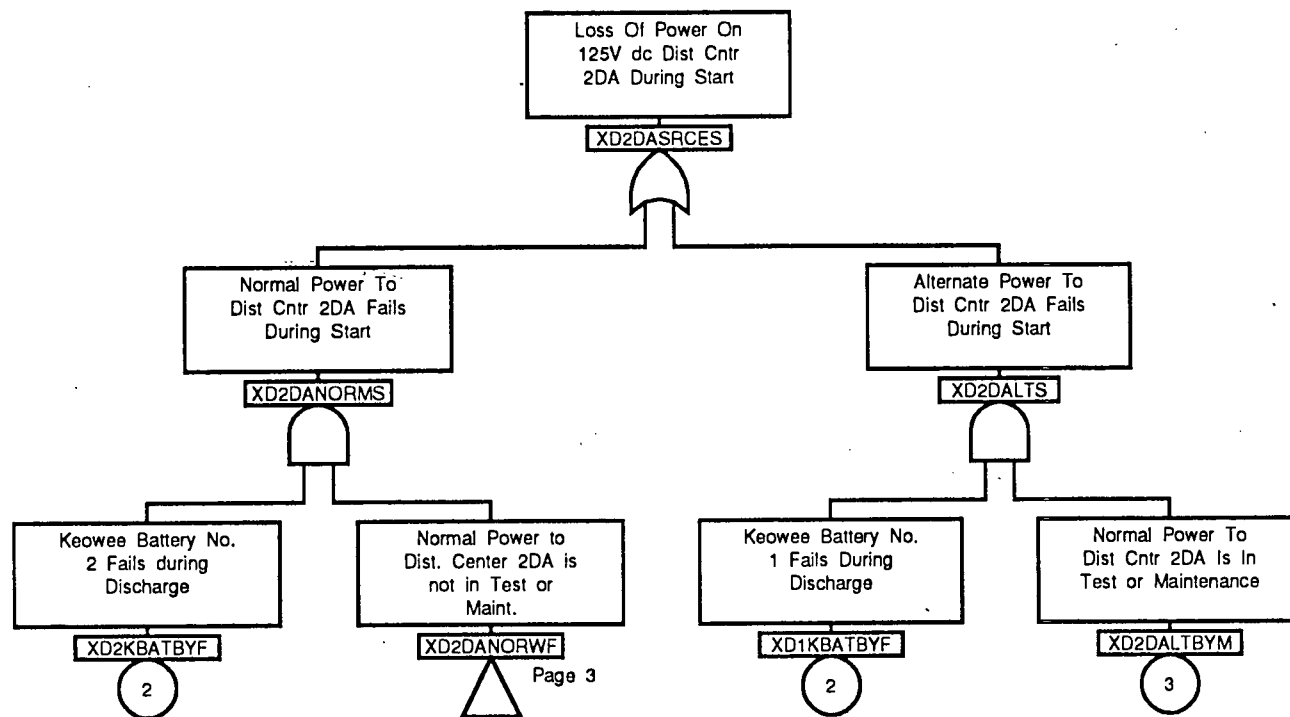 Loss Of Power On
125V dc Dist Cntr
2DA During Start
XD2DASRCES
Normal Power To
Dist Cntr 2DA Fails
During Start
XD2DANORMS
Alternate Power To
Dist Cntr 2DA Fails
During Start
XD2DALTS
Keowee Battery No.
2 Fails during
Discharge
XD2KBATBYF
2
Normal Power to
Dist. Center 2DA is
not in Test or
Maint.
XD2DANORWF
Page 3
Keowee Battery No.
1 Fails During
Discharge
XD1KBATBYF
2
Normal Power To
Dist Cntr 2DA Is In
Test or Maintenance
XD2DALTBYM
3